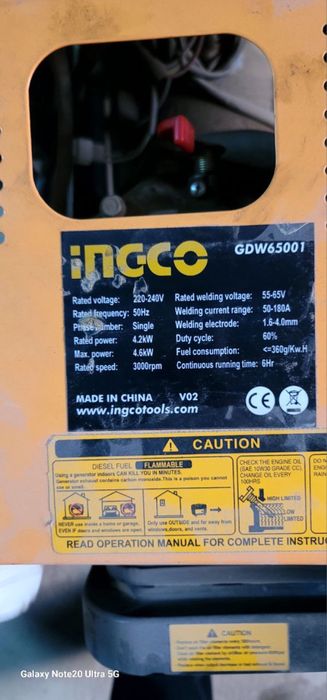 INGCO
GDW65001
Rated voltage: 220-240V
Rated frequency: 50Hz
Phase number: Single
Rated power: 4.2kW
Max. power: 4.6kW
Rated speed: 3000rpm
Rated welding voltage: 55-65V
Welding current range: 50-180A
Welding electrode: 1.6-4.0mm
Duty cycle: 60%
Fuel consumption: <=360g/Kw.H
Continuous running time: 6Hr
MADE IN CHINA V02
www.ingcotools.com
CE
CAUTION
DIESEL FUEL FLAMMABLE
Using a generator indoors CAN KILL YOU IN MINUTES.
Generator exhaust contains carbon monoxide. This is a poison you cannot
see or smell.
NEVER use inside a home or garage,
EVEN IF doors and windows are open.
Only use OUTSIDE and far away from
windows, doors, and vents.
CHECK THE ENGINE OIL
(SAE 10W30 GRADE CC),
CHANGE OIL EVERY
100HRS
HIGH LIMITED
LOW
LIMITED
READ OPERATION MANUAL FOR COMPLETE INSTRUC
CAUTION
Galaxy Note20 Ultra 5G